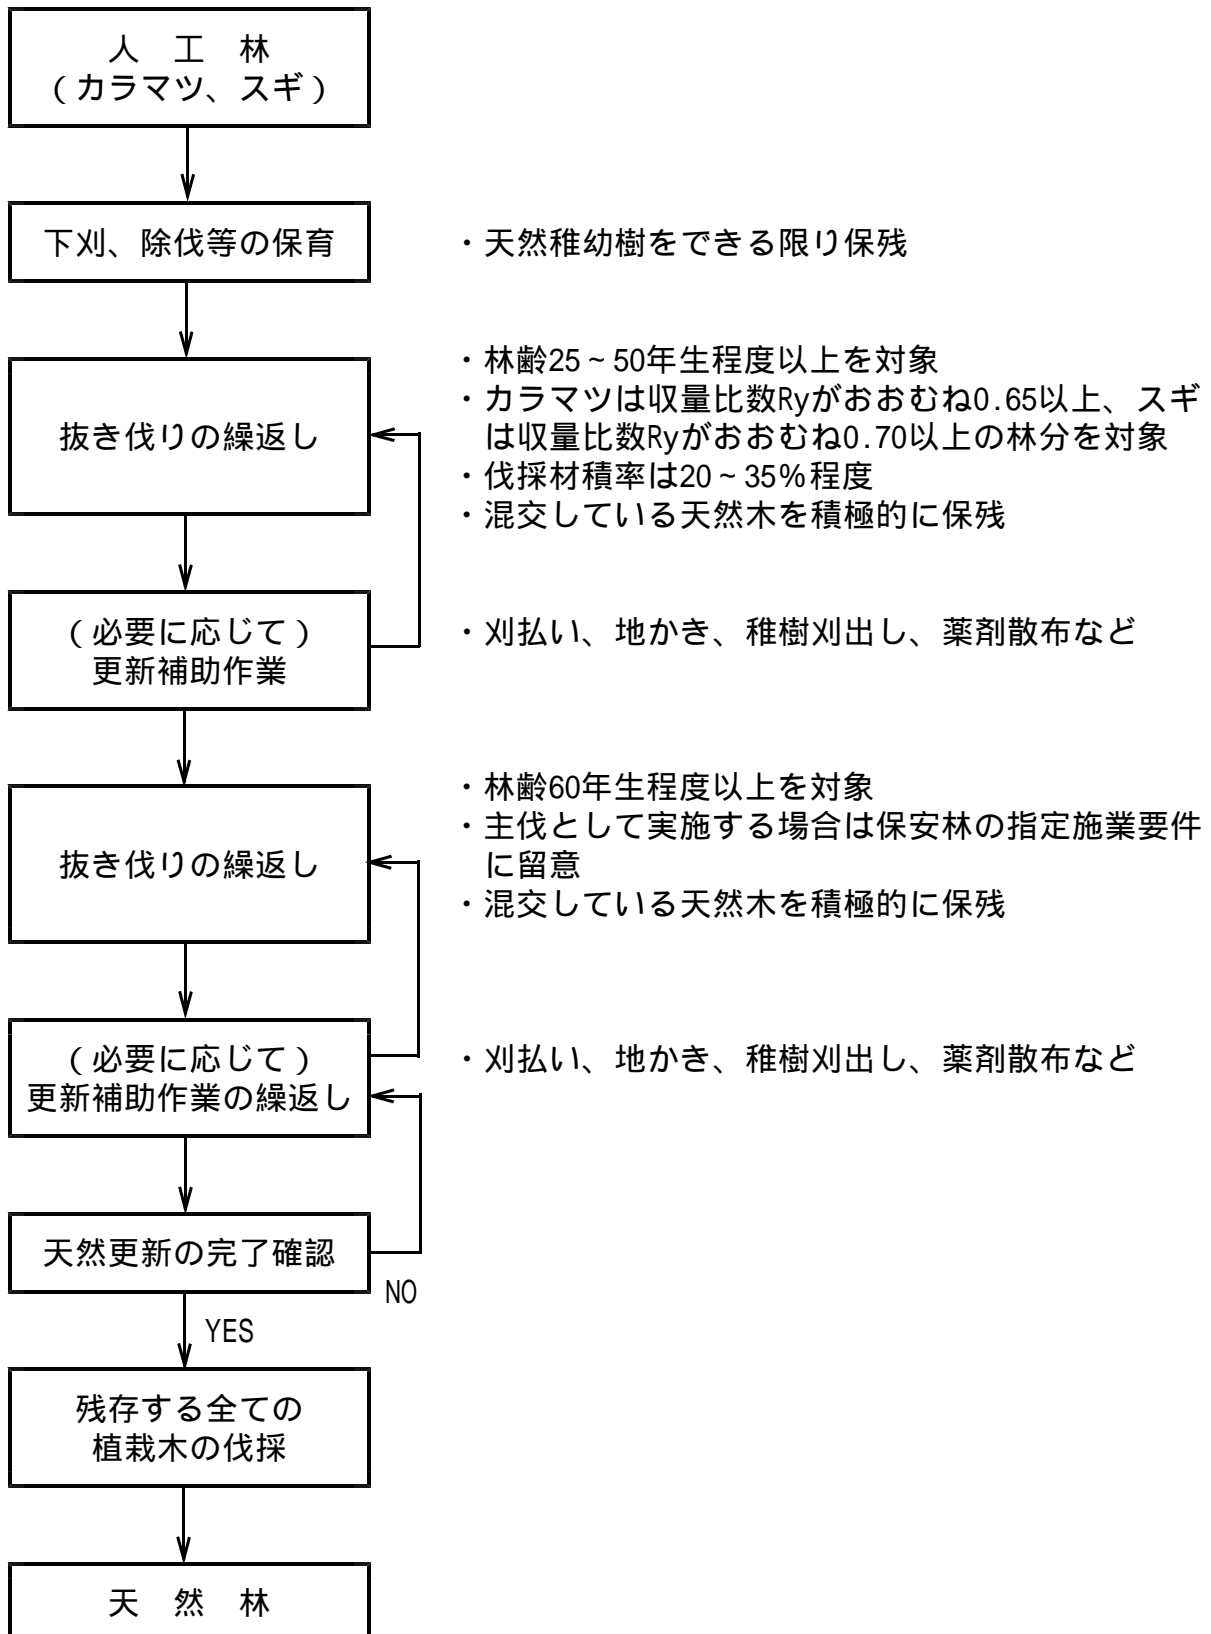 人　工　林
（カラマツ、スギ）
下刈、除伐等の保育
・天然稚幼樹をできる限り保残
抜き伐りの繰返し
・林齢25～50年生程度以上を対象
・カラマツは収量比数Ryがおおむね0.65以上、スギ
は収量比数Ryがおおむね0.70以上の林分を対象
・伐採材積率は20～35％程度
・混交している天然木を積極的に保残
（必要に応じて）
更新補助作業
・刈払い、地かき、稚樹刈出し、薬剤散布など
抜き伐りの繰返し
・林齢60年生程度以上を対象
・主伐として実施する場合は保安林の指定施業要件
に留意
・混交している天然木を積極的に保残
（必要に応じて）
更新補助作業の繰返し
・刈払い、地かき、稚樹刈出し、薬剤散布など
天然更新の完了確認
NO
YES
残存する全ての
植栽木の伐採
天　然　林